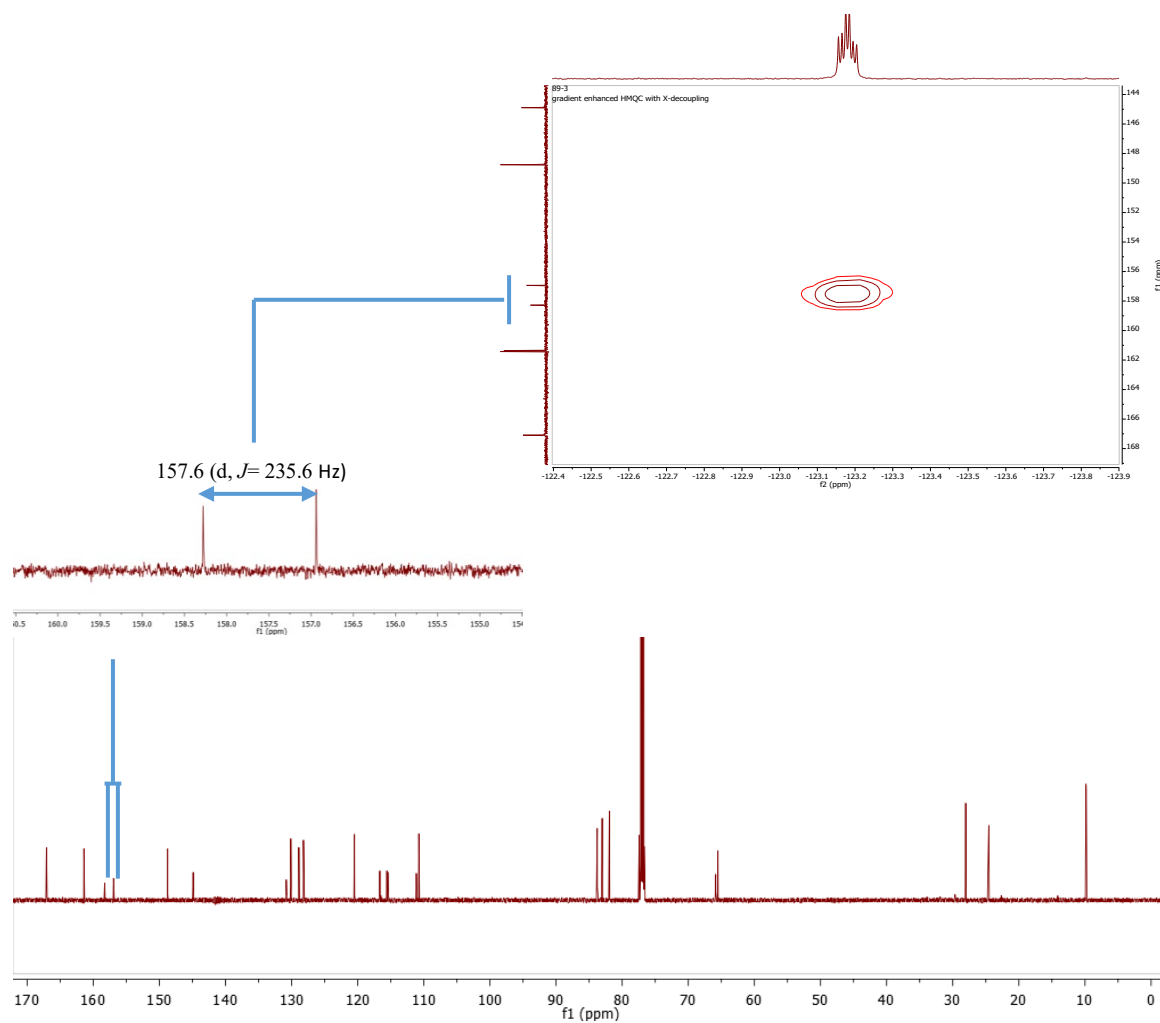 89-3
gradient enhanced HMQC with X-decoupling
144
146
148
150
152
154
156
158
160
162
164
166
168
f1 (ppm)
-122.4 -122.5 -122.6 -122.7 -122.8 -122.9 -123.0 -123.1 -123.2 -123.3 -123.4 -123.5 -123.6 -123.7 -123.8 -123.9
f2 (ppm)
157.6 (d, J= 235.6 Hz)
0.5 160.0 159.5 159.0 158.5 158.0 157.5 157.0 156.5 156.0 155.5 155.0 154
f1 (ppm)
170 160 150 140 130 120 110 100 90 80 70 60 50 40 30 20 10 0
f1 (ppm)